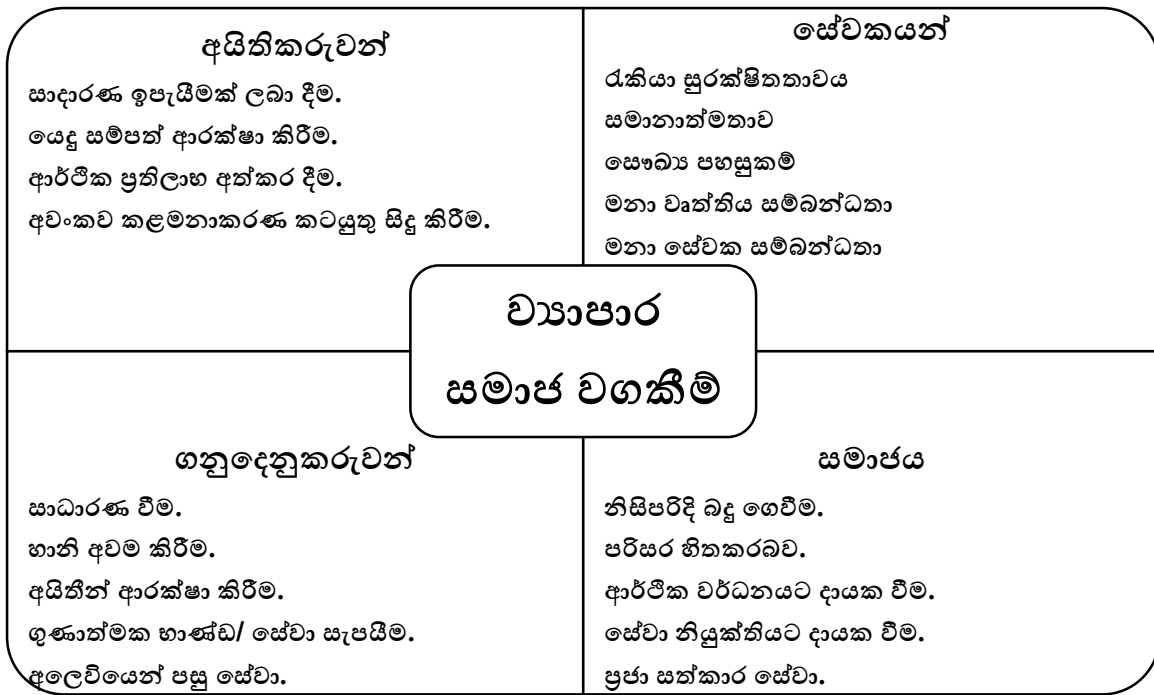 අයිතිකරුවන්
සාදාරණ ඉපැයීමක් ලබා දීම.
යෙදු සම්පත් ආරක්ෂා කිරීම.
ආර්ථික ප්‍රතිලාභ අත්කර දීම.
අවංකව කළමනාකරණ කටයුතු සිදු කිරීම.
සේවකයන්
රැකියා සුරක්ෂිතතාවය
සමානාත්මතාව
සෞඛ්‍ය පහසුකම්
මනා වෘත්තිය සම්බන්ධතා
මනා සේවක සම්බන්ධතා
ව්‍යාපාර
සමාජ වගකීම්
ගනුදෙනුකරුවන්
සාධාරණ වීම.
හානි අවම කිරීම.
අයිතීන් ආරක්ෂා කිරීම.
ගුණාත්මක භාණ්ඩ/ සේවා සැපයීම.
අලෙවියෙන් පසු සේවා.
සමාජය
නිසිපරිදි බදු ගෙවීම.
පරිසර හිතකරබව.
ආර්ථික වර්ධනයට දායක වීම.
සේවා නියුක්තියට දායක වීම.
ප්‍රජා සත්කාර සේවා.